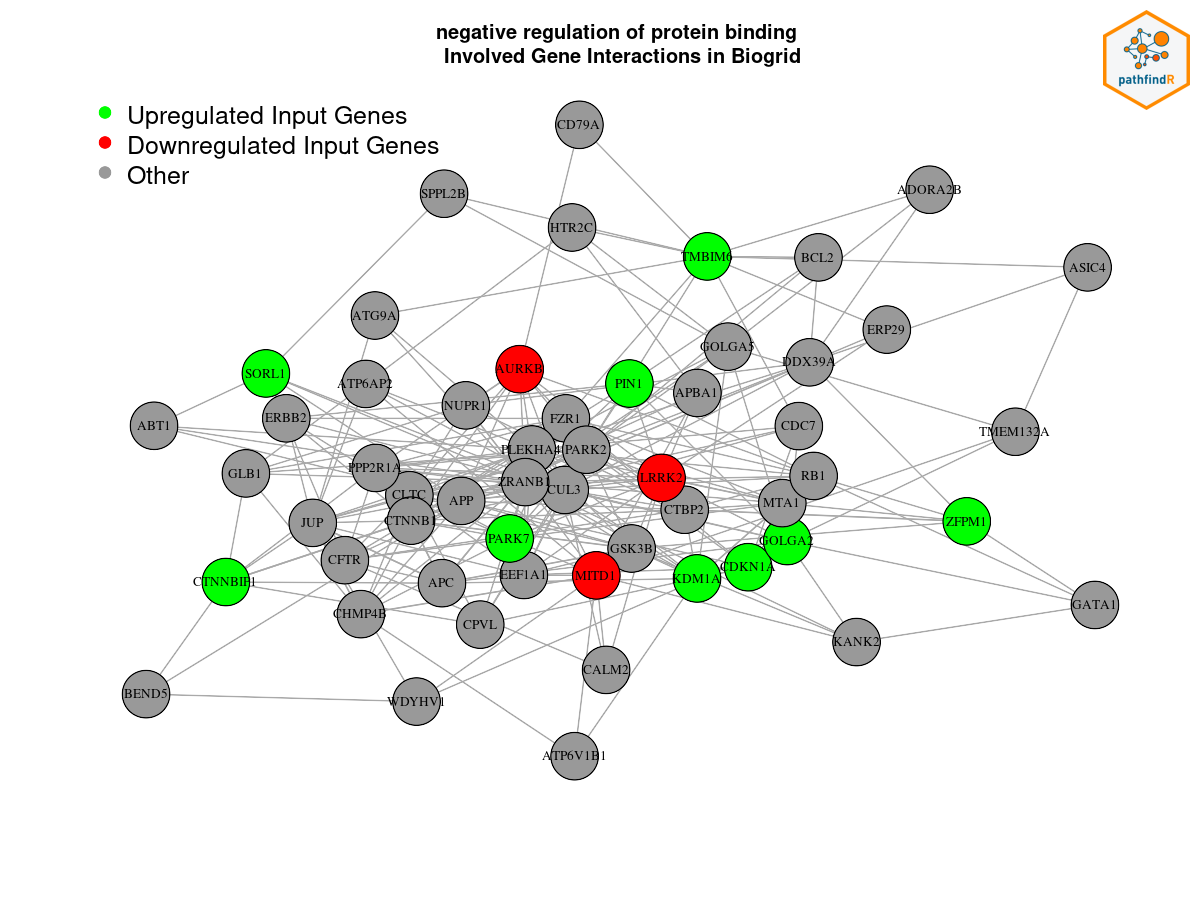 negative regulation of protein binding
Involved Gene Interactions in Biogrid
pathfindR
Upregulated Input Genes
Downregulated Input Genes
Other
CD79A
SPPL2B
ADORA2B
HTR2C
TMBIM6
BCL2
ASIC4
ATG9A
ERP29
GOLGA5
DDX39A
SORL1
AURKB
ATP6AP2
PIN1
APBA1
NUPR1
ERBB2
FZR1
ABT1
CDC7
TMEM132A
PLEKHA4
PARK2
PPP2R1A
GLB1
RB1
LRRK2
ZRANB1
CUL3
CLTC
APP
MTA1
CTBP2
JUP
CTNNB1
ZFPM1
PARK7
GOLGA2
GSK3B
CFTR
CDKN1A
EEF1A1
MITD1
KDM1A
CTNNBIP1
APC
GATA1
CHMP4B
CPVL
KANK2
CALM2
BEND5
WDYHV1
ATP6V1B1